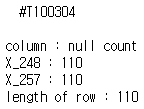 #T100304
column : null count
X_248 : 110
X_257 : 110
length of row : 110